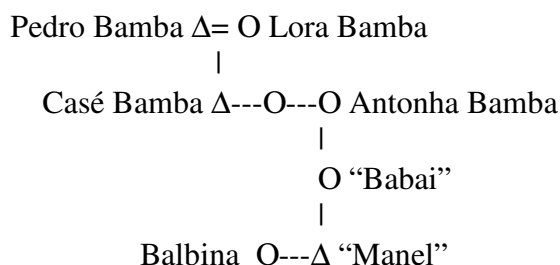 Pedro Bamba Δ= O Lora Bamba
|
Casé Bamba Δ---O---O Antonha Bamba
|
O “Babai”
|
Balbina O---Δ “Manel”